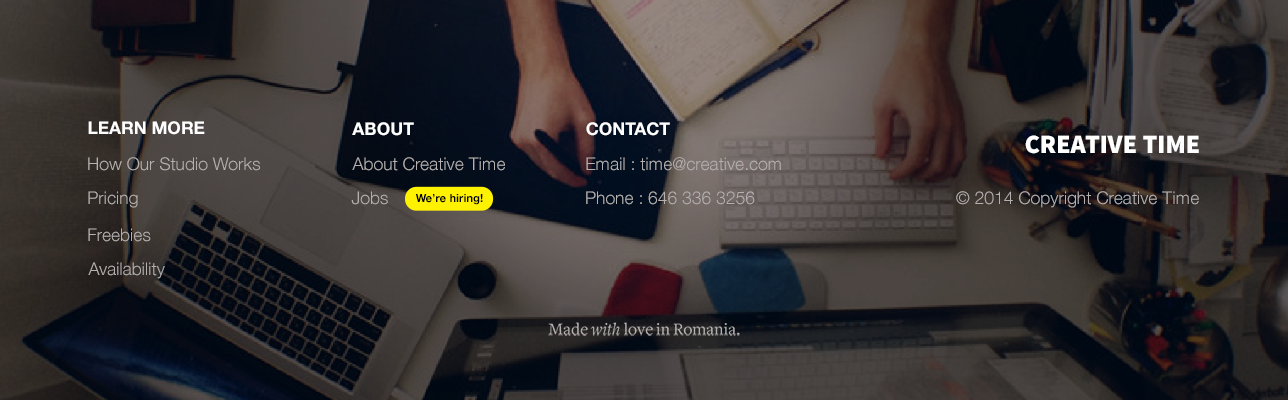 LEARN MORE
How Our Studio Works
Pricing
Freebies
Availability
ABOUT
About Creative Time
Jobs We're hiring!
CONTACT
Email : time@creative.com
Phone : 646 336 3256
CREATIVE TIME
© 2014 Copyright Creative Time
Made with love in Romania.